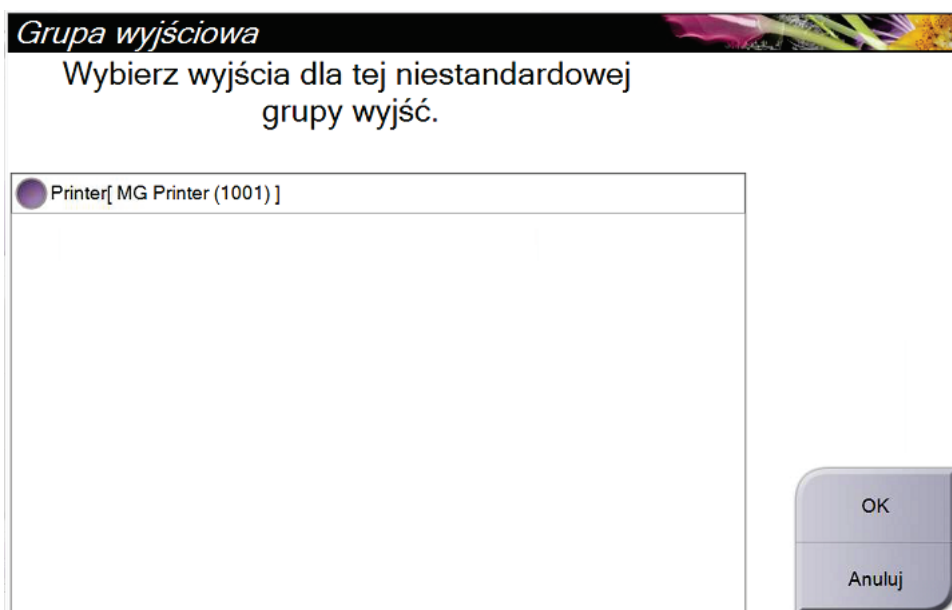 Grupa wyjściowa
Wybierz wyjścia dla tej niestandardowej
grupy wyjść.
Printer[ MG Printer (1001) ]
OK
Anuluj